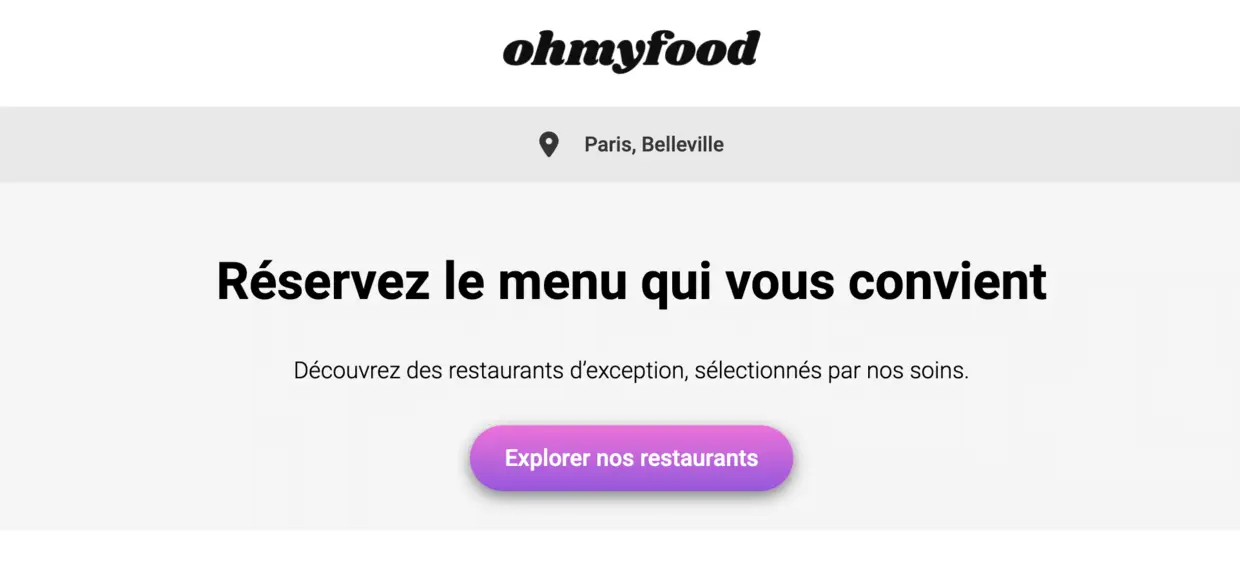 ohmyfood
Paris, Belleville
Réservez le menu qui vous convient
Découvrez des restaurants d’exception, sélectionnés par nos soins.
Explorer nos restaurants